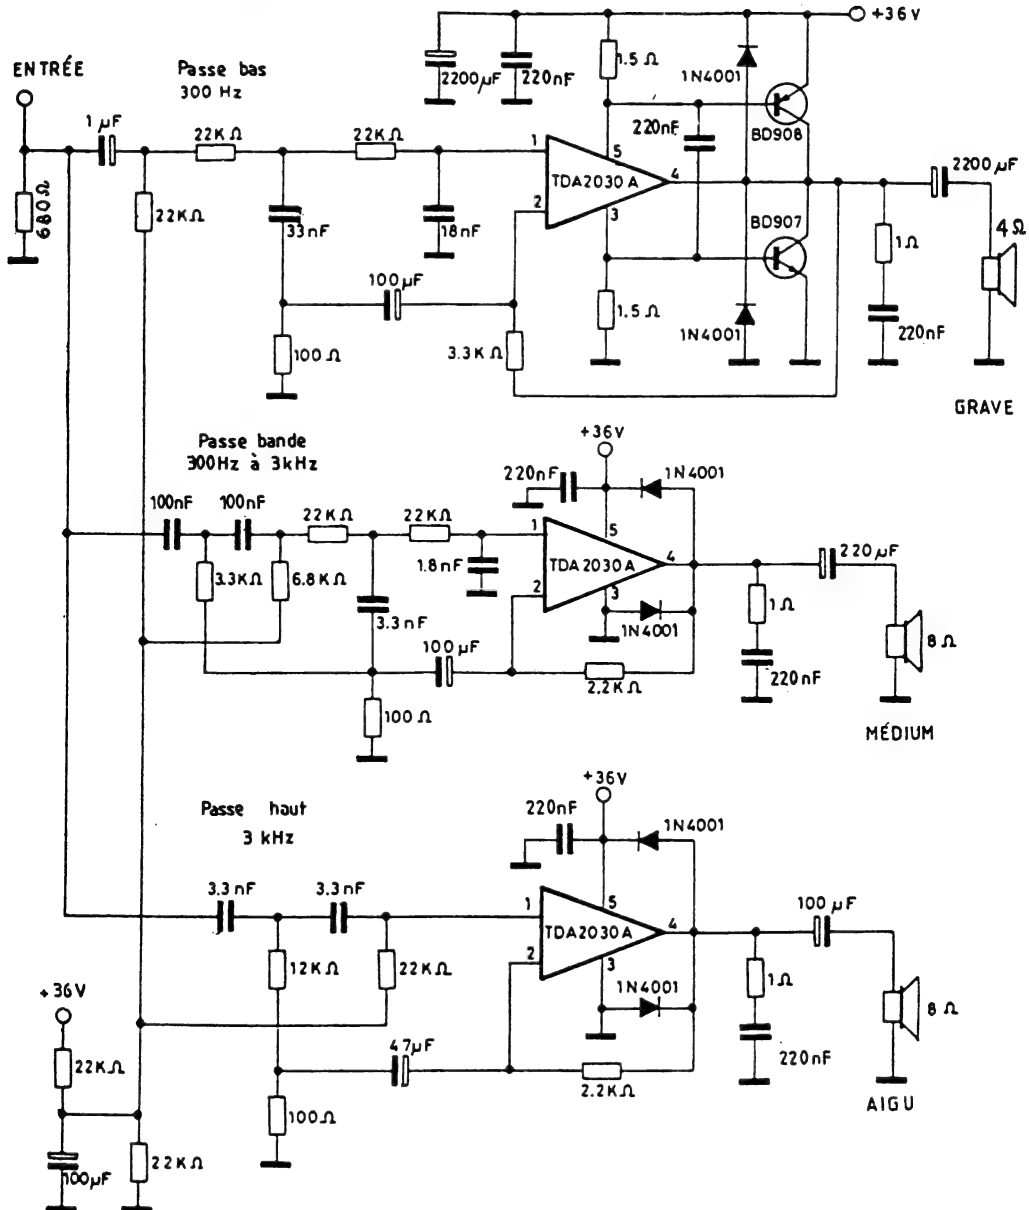 +36V
ENTRÉE
Passe bas
300 Hz
2200µF
220nF
1.5Ω
1N4001
BD908
1µF
22KΩ
22KΩ
220nF
1
5
TDA2030A
4
2
3
2200µF
680Ω
22KΩ
33nF
18nF
BD907
4Ω
1Ω
100µF
1.5Ω
1N4001
220nF
100Ω
3.3KΩ
GRAVE
Passe bande
300Hz à 3kHz
+36V
220nF
1N4001
100nF
100nF
22KΩ
22KΩ
1
5
TDA2030A
4
2
3
220µF
3.3KΩ
6.8KΩ
1.8nF
3.3nF
1N4001
1Ω
8Ω
100µF
2.2KΩ
220nF
100Ω
MÉDIUM
+36V
Passe haut
3 kHz
220nF
1N4001
3.3nF
3.3nF
1
5
TDA2030A
4
2
3
100µF
12KΩ
22KΩ
1N4001
1Ω
8Ω
+36V
47µF
220nF
22KΩ
2.2KΩ
100Ω
AIGU
100µF
22KΩ